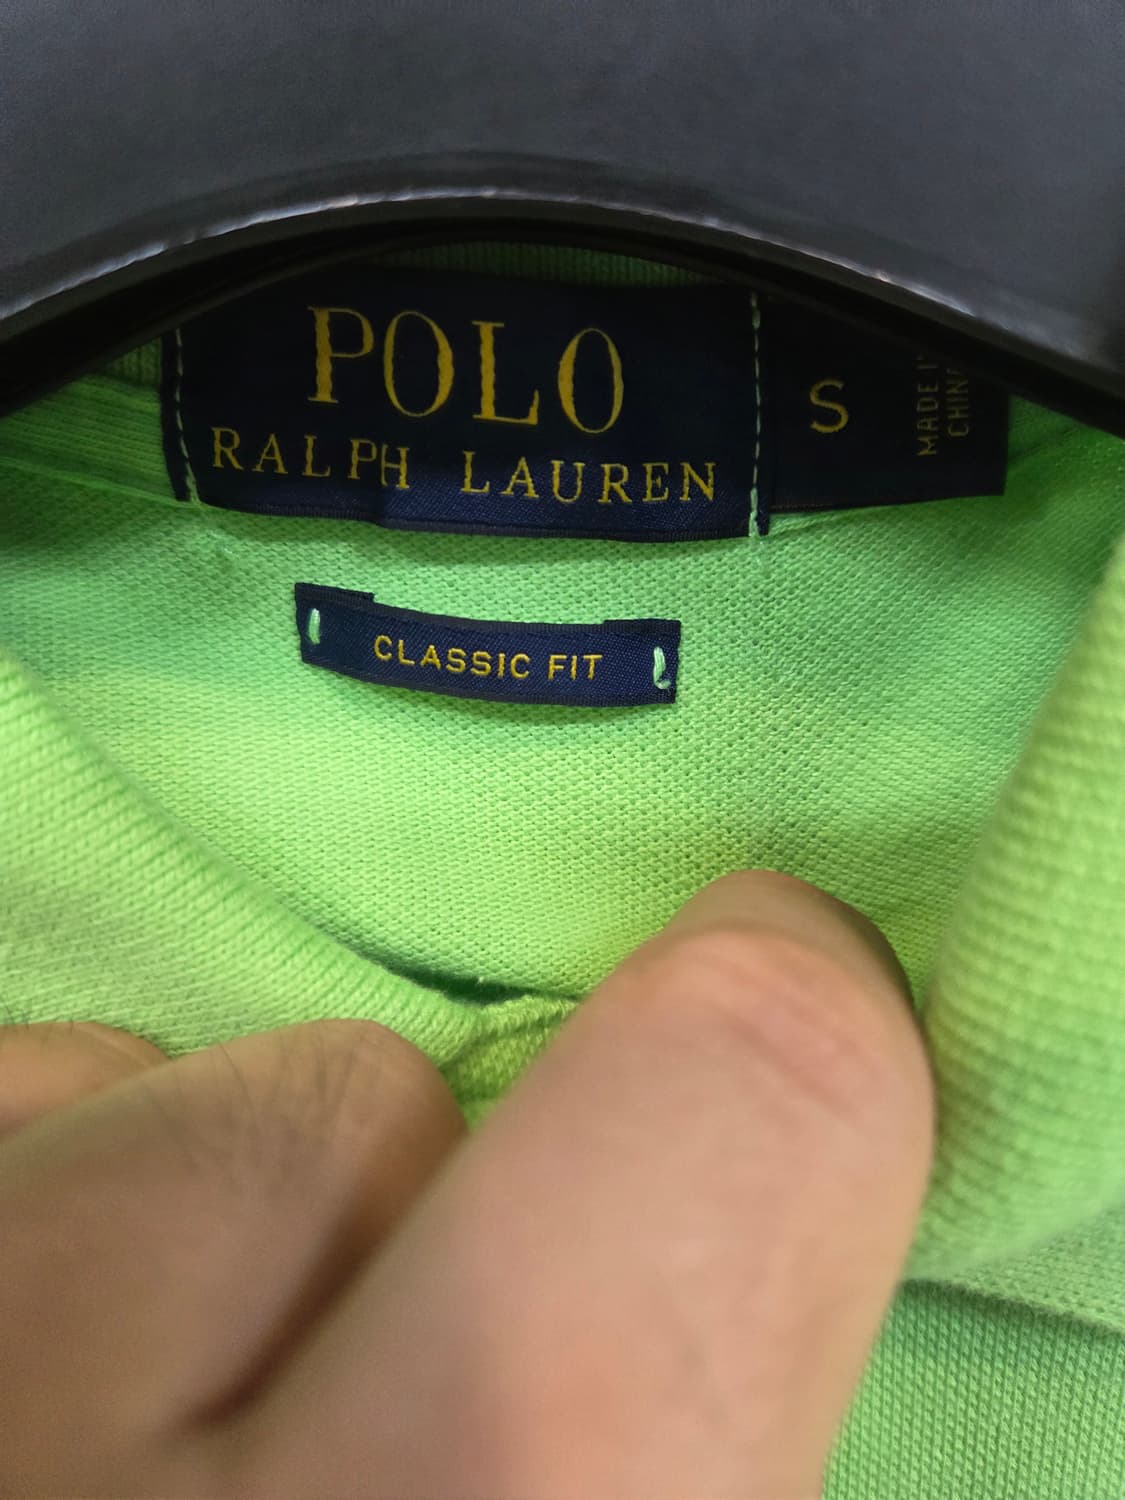 POLO
RALPH LAUREN
S
MADE IN
CHINA
CLASSIC FIT